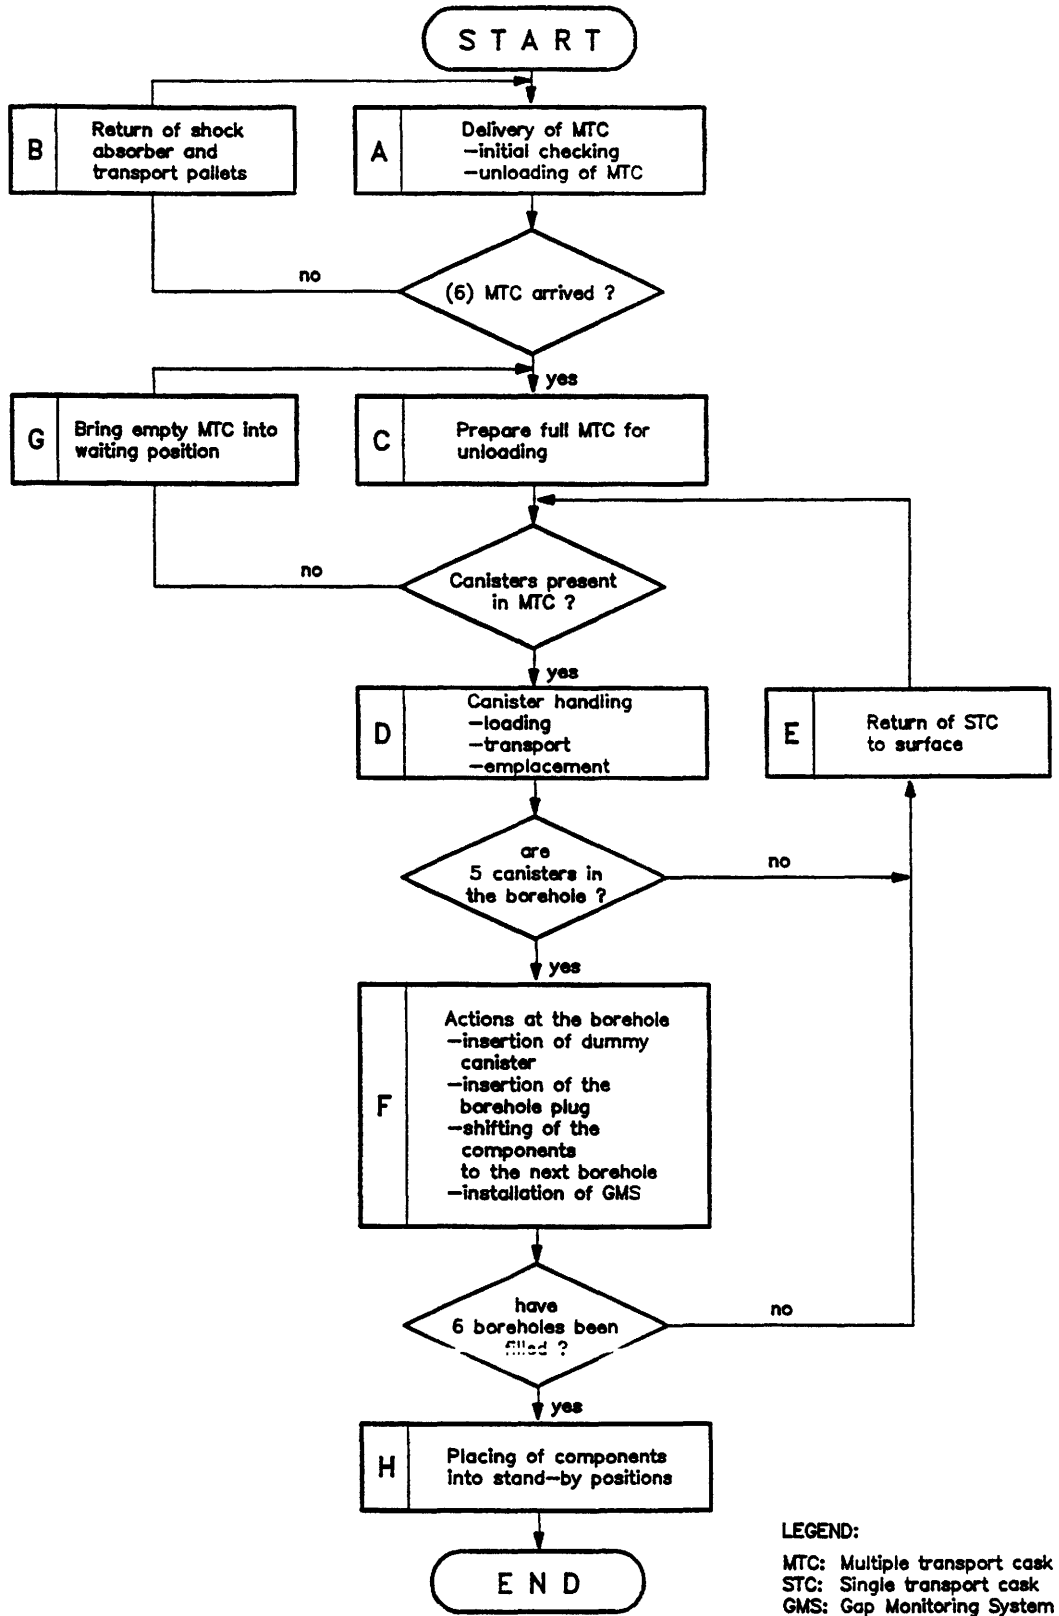 START
B
Return of shock
absorber and
transport pallets
A
Delivery of MTC
-initial checking
-unloading of MTC
no
(6) MTC arrived ?
yes
G
Bring empty MTC into
waiting position
C
Prepare full MTC for
unloading
no
Canisters present
in MTC ?
yes
D
Canister handling
-loading
-transport
-emplacement
E
Return of STC
to surface
are
5 canisters in
the borehole ?
no
yes
F
Actions at the borehole
-insertion of dummy
canister
-insertion of the
borehole plug
-shifting of the
components
to the next borehole
-installation of GMS
have
6 boreholes been
filled ?
no
yes
H
Placing of components
into stand-by positions
END
LEGEND:
MTC: Multiple transport cask
STC: Single transport cask
GMS: Gap Monitoring System